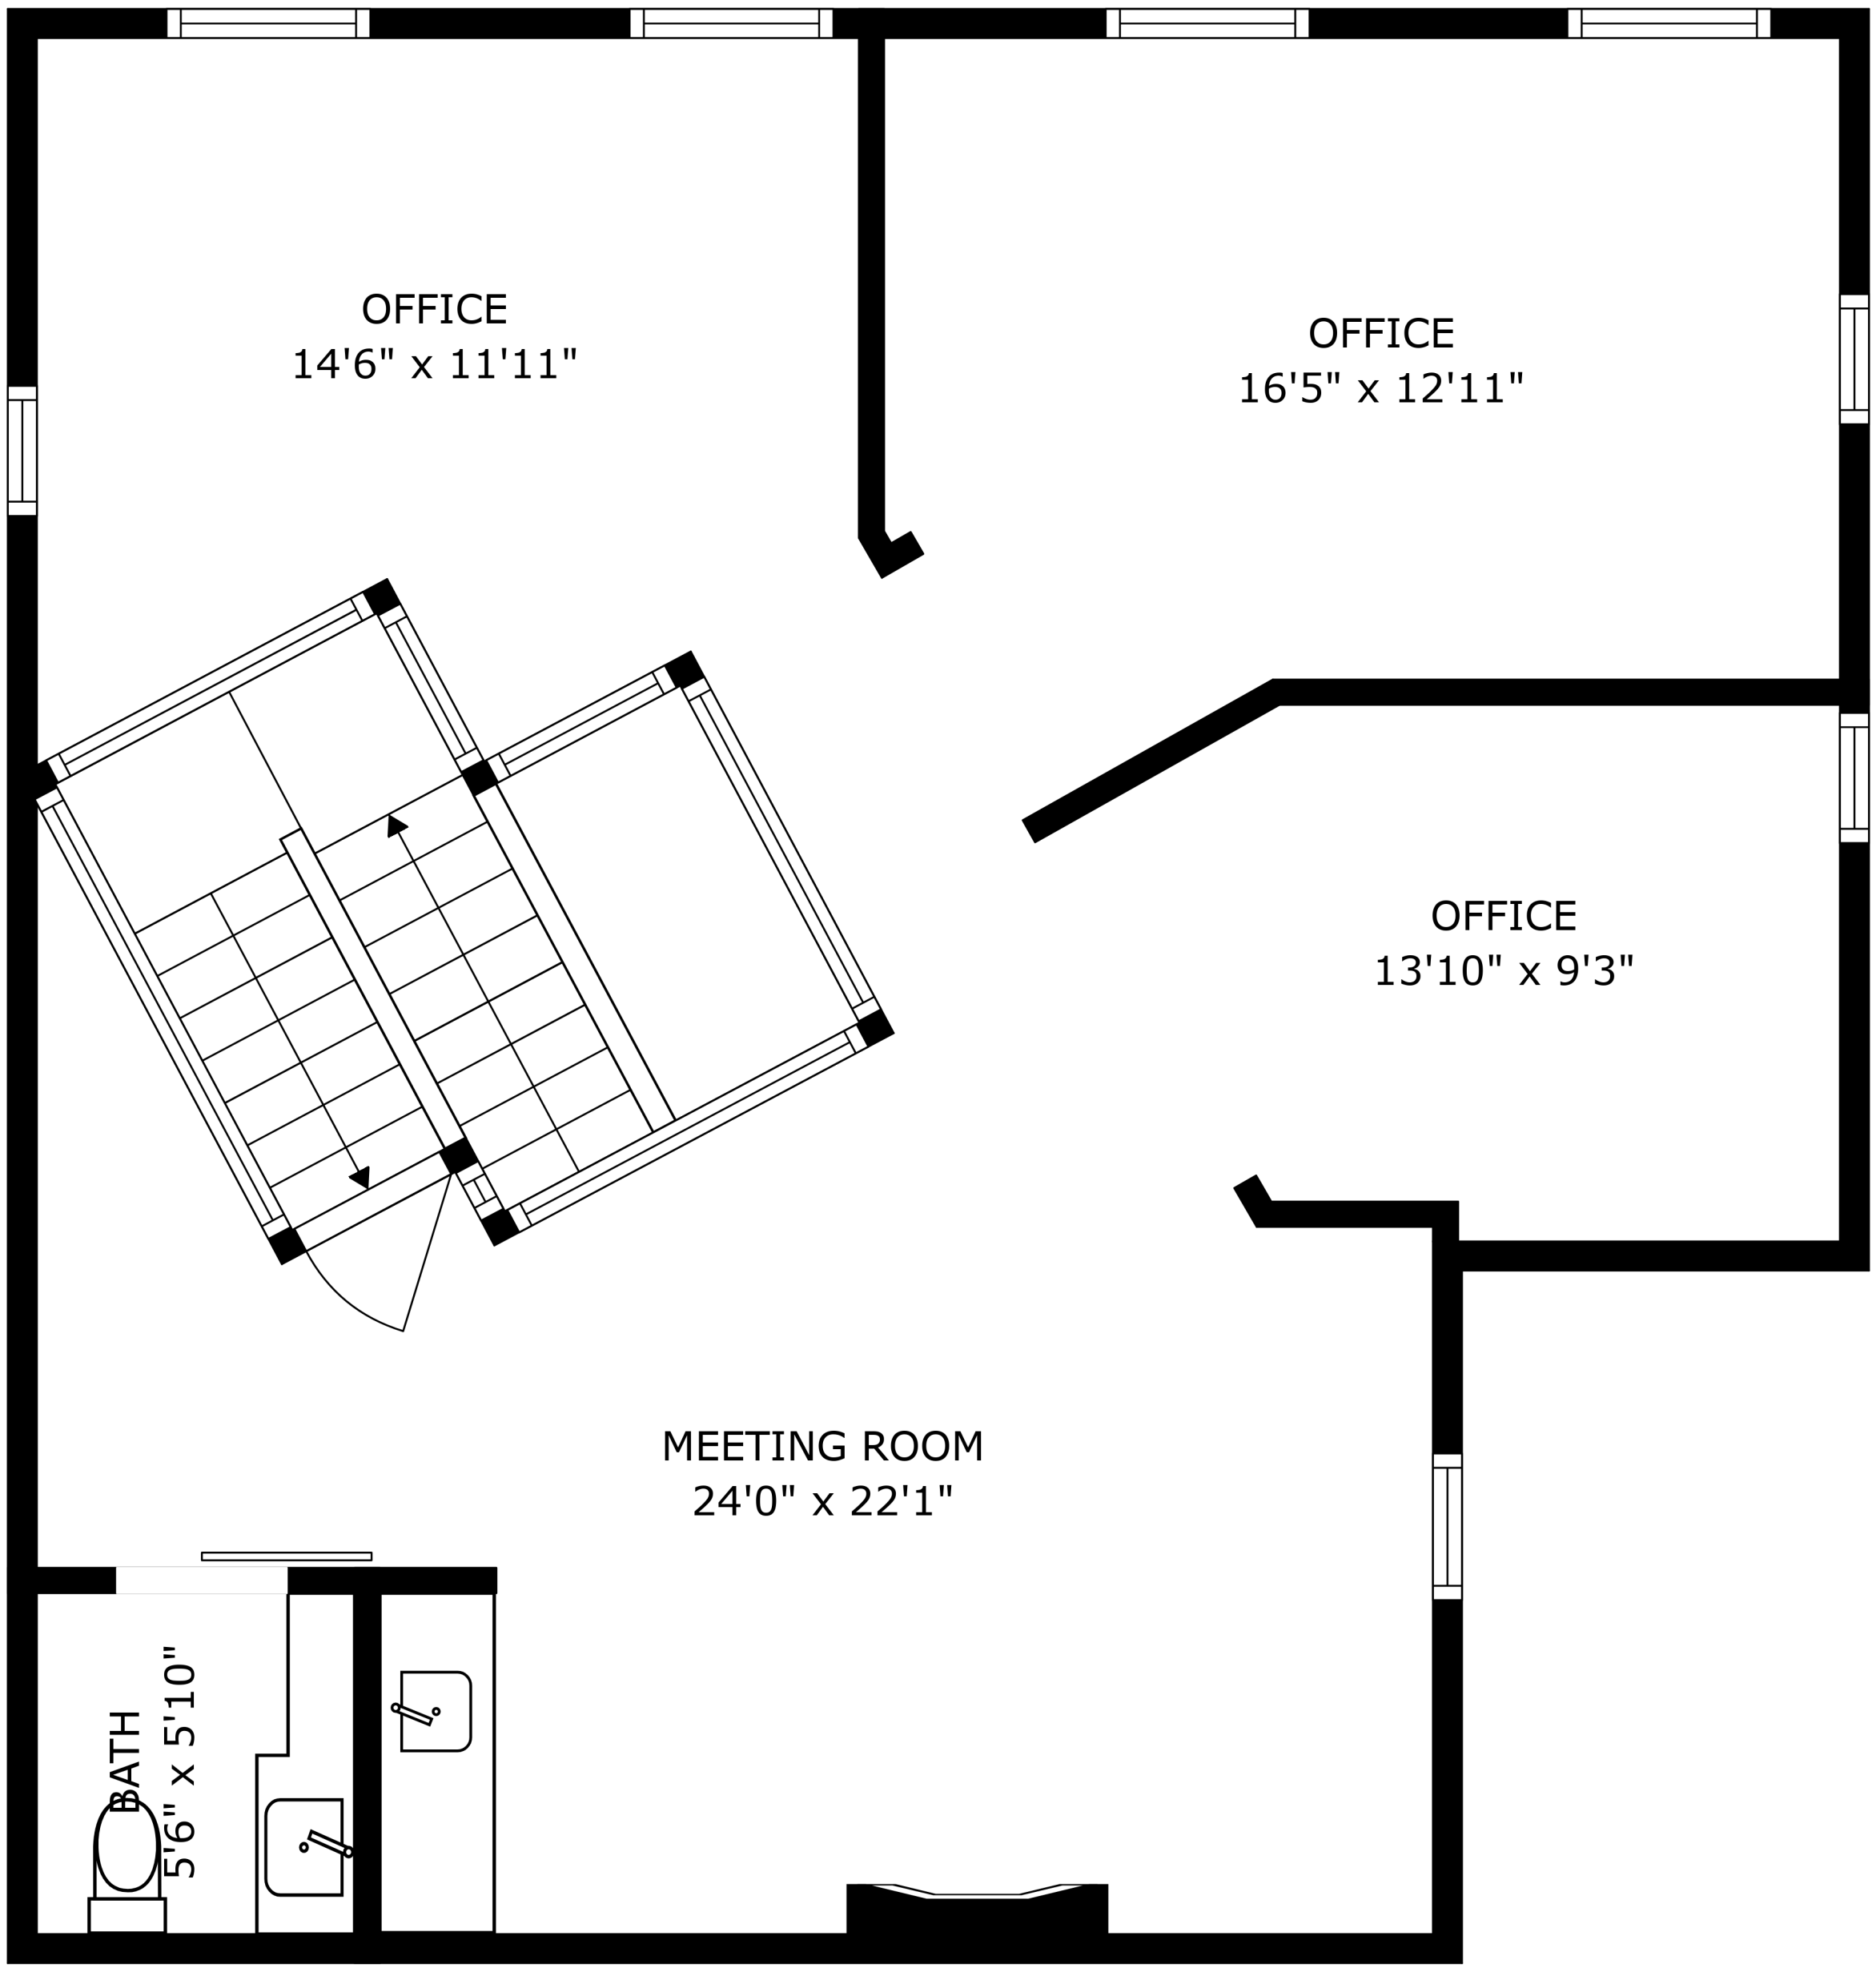 OFFICE
14'6" x 11'11"
OFFICE
16'5" x 12'11"
OFFICE
13'10" x 9'3"
MEETING ROOM
24'0" x 22'1"
BATH
5'6" x 5'10"